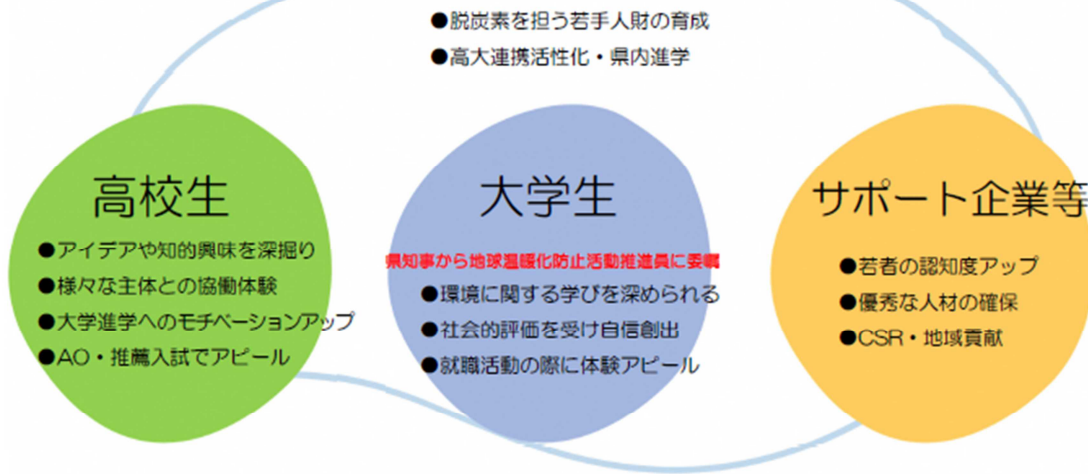 ●脱炭素を担う若手人財の育成
●高大連携活性化・県内進学
高校生
●アイデアや知的興味を深掘り
●様々な主体との協働体験
●大学進学へのモチベーションアップ
●AO・推薦入試でアピール
大学生
県知事から地球温暖化防止活動推進員に委嘱
●環境に関する学びを深められる
●社会的評価を受け自信創出
●就職活動の際に体験アピール
サポート企業等
●若者の認知度アップ
●優秀な人材の確保
●CSR・地域貢献